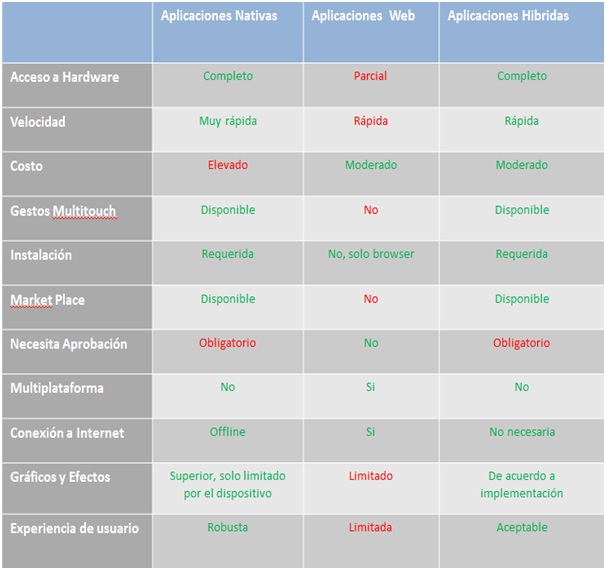 Aplicaciones Nativas Aplicaciones Web Aplicaciones Hibridas
Acceso a Hardware Completo Parcial Completo
Velocidad Muy rápida Rápida Rápida
Costo Elevado Moderado Moderado
Gestos Multitouch Disponible No Disponible
Instalación Requerida No, solo browser Requerida
Market Place Disponible No Disponible
Necesita Aprobación Obligatorio No Obligatorio
Multiplataforma No Si No
Conexión a Internet Offline Si No necesaria
Gráficos y Efectos Superior, solo limitado Limitado De acuerdo a
por el dispositivo implementación
Experiencia de usuario Robusta Limitada Aceptable